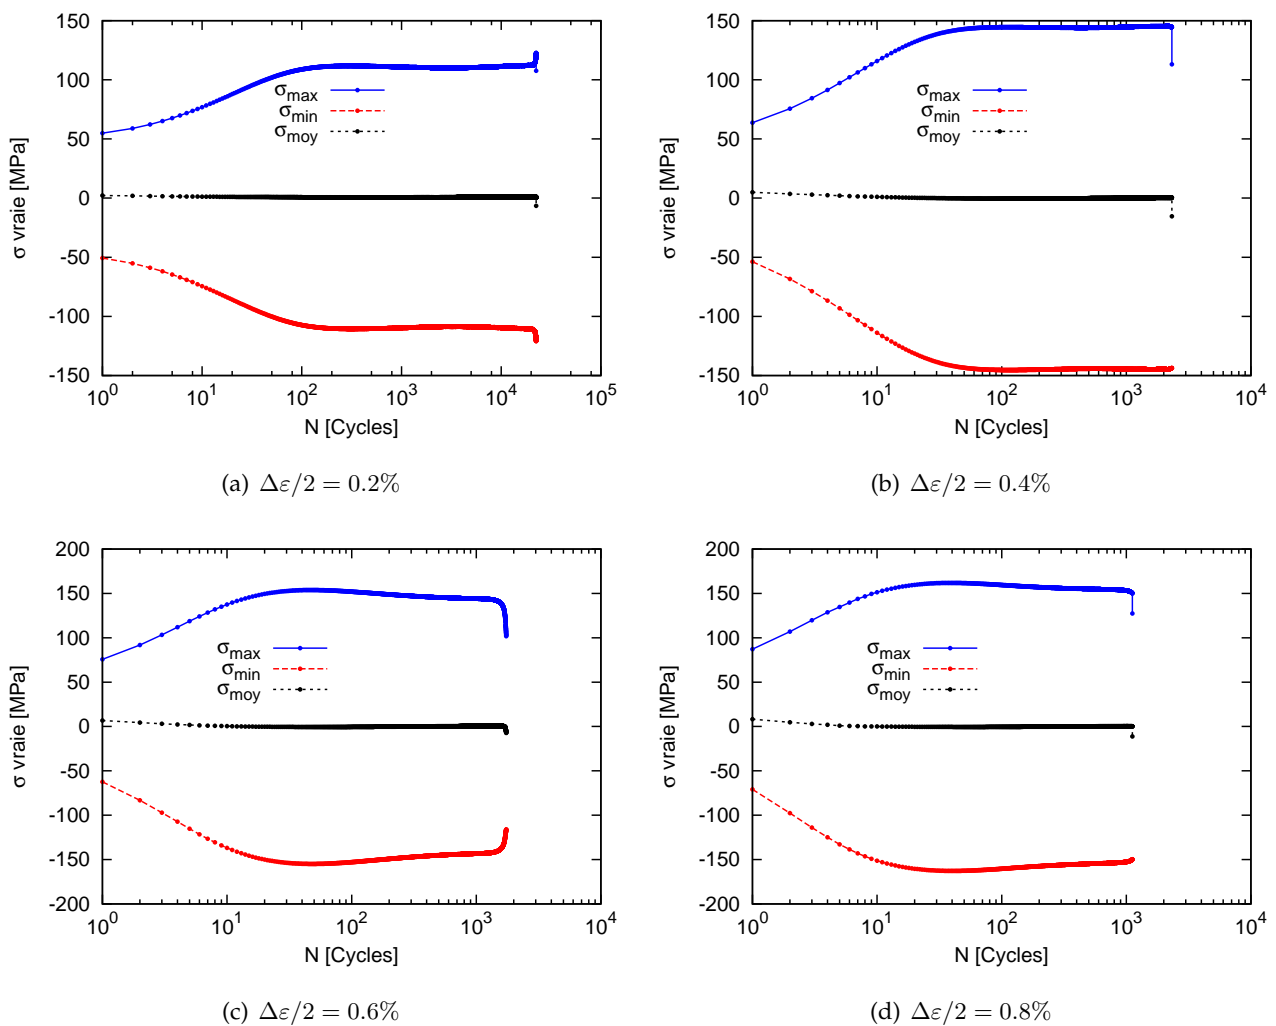 150
100
50
0
-50
-100
-150
σ vraie [MPa]
σmax
σmin
σmoy
10^0 10^1 10^2 10^3 10^4 10^5
N [Cycles]
(a) Δε/2 = 0.2%
150
100
50
0
-50
-100
-150
σ vraie [MPa]
σmax
σmin
σmoy
10^0 10^1 10^2 10^3 10^4
N [Cycles]
(b) Δε/2 = 0.4%
200
150
100
50
0
-50
-100
-150
-200
σ vraie [MPa]
σmax
σmin
σmoy
10^0 10^1 10^2 10^3 10^4
N [Cycles]
(c) Δε/2 = 0.6%
200
150
100
50
0
-50
-100
-150
-200
σ vraie [MPa]
σmax
σmin
σmoy
10^0 10^1 10^2 10^3 10^4
N [Cycles]
(d) Δε/2 = 0.8%